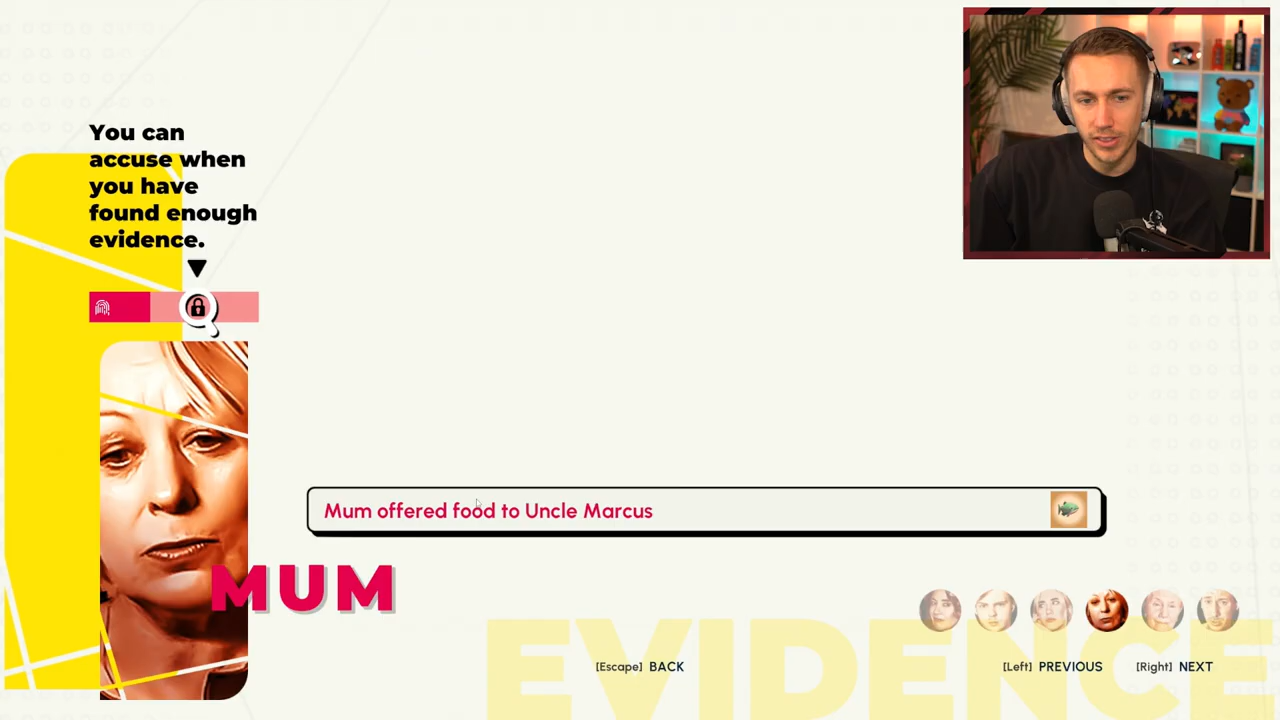 You can
accuse when
you have
found enough
evidence.
Mum offered food to Uncle Marcus
MUM
EVIDENCE
[Escape] BACK
[Left] PREVIOUS
[Right] NEXT